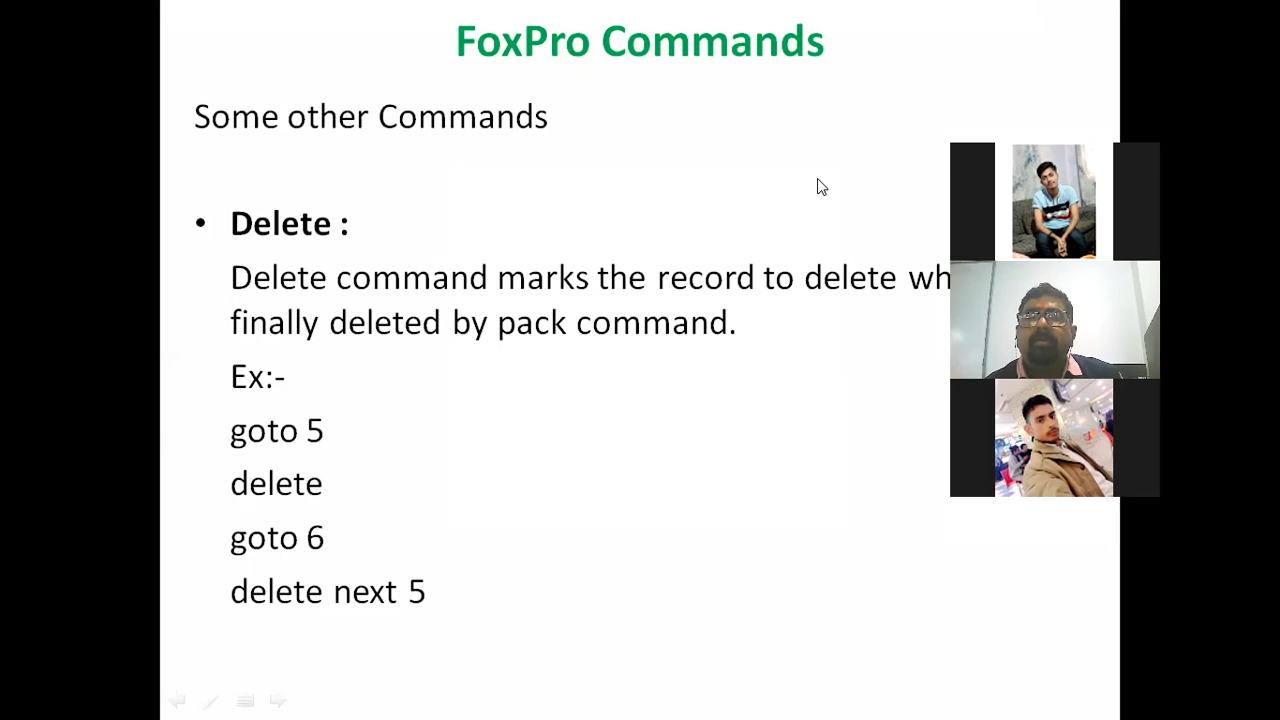 FoxPro Commands
Some other Commands
• Delete :
Delete command marks the record to delete
finally deleted by pack command.
Ex:-
goto 5
delete
goto 6
delete next 5